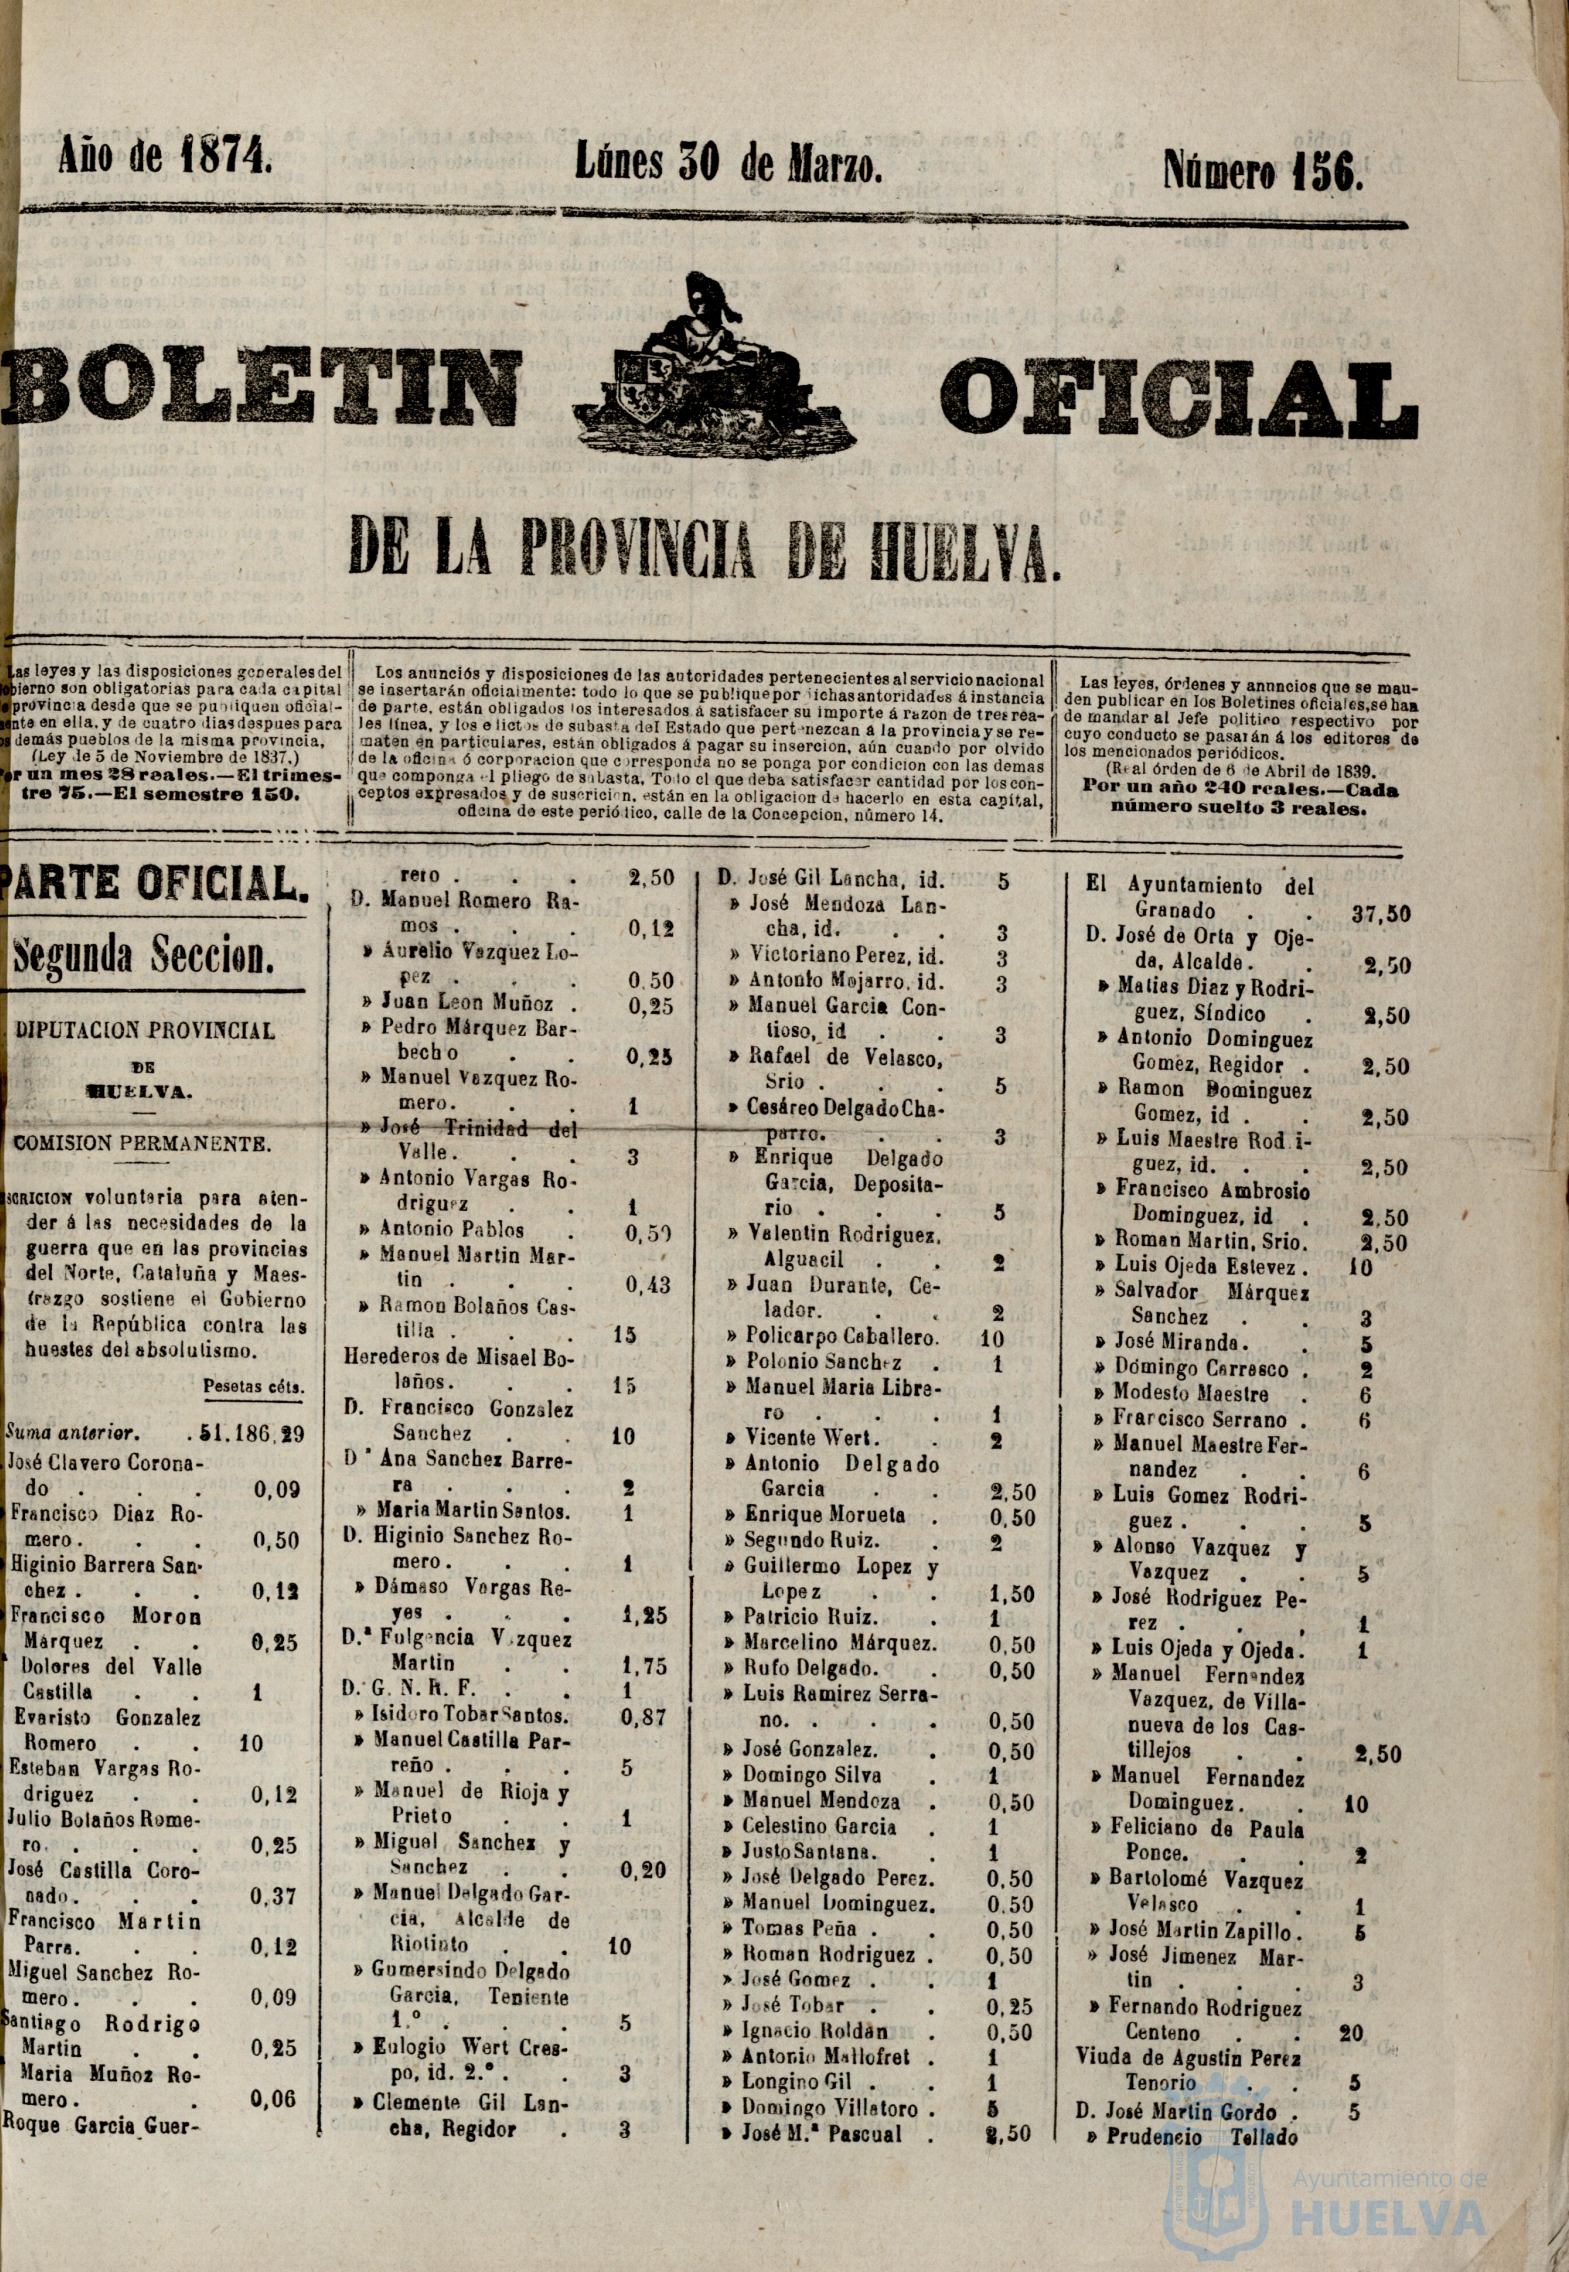 Año de 1874.
Lúnes 30 de Marzo.
Número 156.
BOLETIN OFICIAL
DE LA PROVINCIA DE HUELVA.
Las leyes y las disposiciones generales del
obierno son obligatorias para cada capital
provincia desde que se publiquen oficial-
ente en ella, y de cuatro dias despues para
demás pueblos de la misma provincia.
(Ley de 5 de Noviembre de 1837.)
or un mes 28 reales.—El trimes-
tre 75.—El semestre 150.
Los anunciós y disposiciones de las autoridades pertenecientes al servicio nacional
se insertarán oficialmente: todo lo que se publique por dichas antoridades á instancia
de parte, están obligados los interesados á satisfacer su importe á razon de tres rea-
les línea, y los edictos de subasta del Estado que pertenezcan á la provincia y se re-
maten en particulares, están obligados á pagar su insercion, aún cuando por olvido
de la oficina ó corporacion que corresponda no se ponga por condicion con las demas
que componga el pliego de subasta. Todo el que deba satisfacer cantidad por los con-
ceptos expresados y de suscricion, están en la obligacion de hacerlo en esta capital,
oficina de este periódico, calle de la Concepcion, número 14.
Las leyes, órdenes y anuncios que se mau-
den publicar en los Boletines oficiales, se han
de mandar al Jefe politico respectivo por
cuyo conducto se pasarán á los editores de
los mencionados periódicos.
(Real órden de 6 de Abril de 1839.
Por un año 240 reales.—Cada
número suelto 3 reales.
PARTE OFICIAL.
Segunda Seccion.
DIPUTACION PROVINCIAL
DE
HUELVA.
COMISION PERMANENTE.
SCRICION voluntaria para aten-
der á las necesidades de la
guerra que en las provincias
del Norte, Cataluña y Maes-
trazgo sostiene el Gobierno
de la República contra las
huestes del absolutismo.
Pesetas céts.
Suma anterior. . 51.186,29
José Clavero Corona-
do . . . 0,09
Francisco Diaz Ro-
mero . . . 0,50
Higinio Barrera San-
chez . . . 0,12
Francisco Moron
Márquez . . 0,25
Dolores del Valle
Castilla . . 1
Evaristo Gonzalez
Romero . . 10
Esteban Vargas Ro-
driguez . . 0,12
Julio Bolaños Rome-
ro. . . . 0,25
José Castilla Coro-
nado. . . 0,37
Francisco Martin
Parra. . . 0,12
Miguel Sanchez Ro-
mero. . . 0,09
Santiago Rodrigo
Martin . . 0,25
Maria Muñoz Ro-
mero. . . 0,06
Roque Garcia Guer-
rero . . . 2,50
D. Manuel Romero Ra-
mos . . . 0,12
» Aurelio Vazquez Lo-
pez . . . 0.50
» Juan Leon Muñoz . 0,25
» Pedro Márquez Bar-
becho . . 0,25
» Manuel Vazquez Ro-
mero. . . 1
» José Trinidad del
Valle. . . 3
» Antonio Vargas Ro-
driguez . . 1
» Antonio Pablos . 0,50
» Manuel Martin Mar-
tin . . . 0,43
» Ramon Bolaños Cas-
tilla . . . 15
Herederos de Misael Bo-
laños. . . 15
D. Francisco Gonzalez
Sanchez . . 10
D.ª Ana Sanchez Barre-
ra . . . 2
» Maria Martin Santos. 1
D. Higinio Sanchez Ro-
mero. . . 1
» Dámaso Vargas Re-
yes . . . 1,25
D.ª Fulgencia Vazquez
Martin . . 1,75
D. G. N. R. F. . . 1
» Isidoro Tobar Santos. 0,87
» Manuel Castilla Par-
reño . . . 5
» Manuel de Rioja y
Prieto . . 1
» Miguel Sanchez y
Sanchez . . 0,20
» Manuel Delgado Gar-
cia, Alcalde de
Riotinto . . 10
» Gumersindo Delgado
Garcia, Teniente
1.º . . . 5
» Eulogio Wert Cres-
po, id. 2.º . . 3
» Clemente Gil Lan-
cha, Regidor . 3
D. José Gil Lancha, id. 5
» José Mendoza Lan-
cha, id. . . 3
» Victoriano Perez, id. 3
» Antonio Mojarro, id. 3
» Manuel Garcia Con-
tioso, id . . 3
» Rafael de Velasco,
Srio . . . 5
» Cesáreo Delgado Cha-
parro. . . 3
» Enrique Delgado
Garcia, Deposita-
rio . . . 5
» Valentin Rodriguez,
Alguacil . . 2
» Juan Durante, Ce-
lador. . . 2
» Policarpo Caballero. 10
» Polonio Sanchez . 1
» Manuel Maria Libre-
ro . . . 1
» Vicente Wert. . 2
» Antonio Delgado
Garcia . . 2,50
» Enrique Morueta . 0,50
» Segundo Ruiz. . 2
» Guillermo Lopez y
Lopez . . 1,50
» Patricio Ruiz. . 1
» Marcelino Márquez. 0,50
» Rufo Delgado. . 0,50
» Luis Ramirez Serra-
no. . . . 0,50
» José Gonzalez. . 0,50
» Domingo Silva . 1
» Manuel Mendoza . 0,50
» Celestino Garcia . 1
» Justo Santana. . 1
» José Delgado Perez. 0,50
» Manuel Dominguez. 0.50
» Tomas Peña . . 0,50
» Roman Rodriguez . 0,50
» José Gomez . . 1
» José Tobar . . 0,25
» Ignacio Roldan . 0,50
» Antonio Mallofret . 1
» Longino Gil . . 1
» Domingo Villatoro . 5
» José M.ª Pascual . 2,50
El Ayuntamiento del
Granado . . 37,50
D. José de Orta y Oje-
da, Alcalde. . 2,50
» Matias Diaz y Rodri-
guez, Síndico . 2,50
» Antonio Dominguez
Gomez, Regidor . 2,50
» Ramon Dominguez
Gomez, id . . 2,50
» Luis Maestre Rodri-
guez, id. . . 2,50
» Francisco Ambrosio
Dominguez, id . 2.50
» Roman Martin, Srio. 2,50
» Luis Ojeda Estevez . 10
» Salvador Márquez
Sanchez . . 3
» José Miranda. . 5
» Domingo Carrasco . 2
» Modesto Maestre . 6
» Francisco Serrano . 6
» Manuel Maestre Fer-
nandez . . 6
» Luis Gomez Rodri-
guez . . . 5
» Alonso Vazquez y
Vazquez . . 5
» José Rodriguez Pe-
rez . . . 1
» Luis Ojeda y Ojeda. 1
» Manuel Fernandez
Vazquez, de Villa-
nueva de los Cas-
tillejos . . 2,50
» Manuel Fernandez
Dominguez. . 10
» Feliciano de Paula
Ponce. . . 2
» Bartolomé Vazquez
Velasco . . 1
» José Martin Zapillo . 5
» José Jimenez Mar-
tin . . . 3
» Fernando Rodriguez
Centeno . . 20
Viuda de Agustin Perez
Tenorio . . 5
D. José Martin Gordo . 5
» Prudencio Tellado
Ayuntamiento de
HUELVA